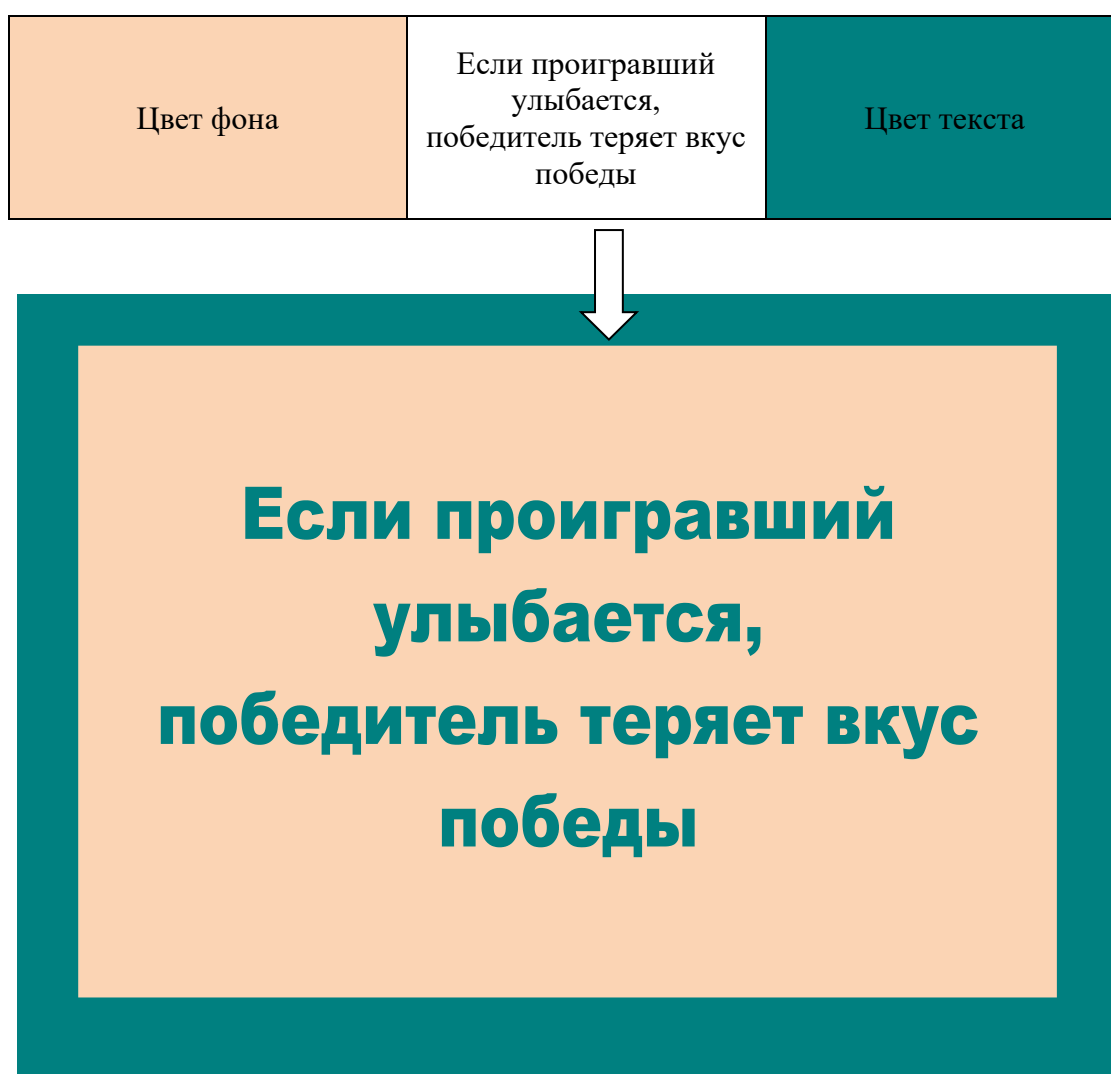 Цвет фона
Если проигравший
улыбается,
победитель теряет вкус
победы
Цвет текста
Если проигравший
улыбается,
победитель теряет вкус
победы